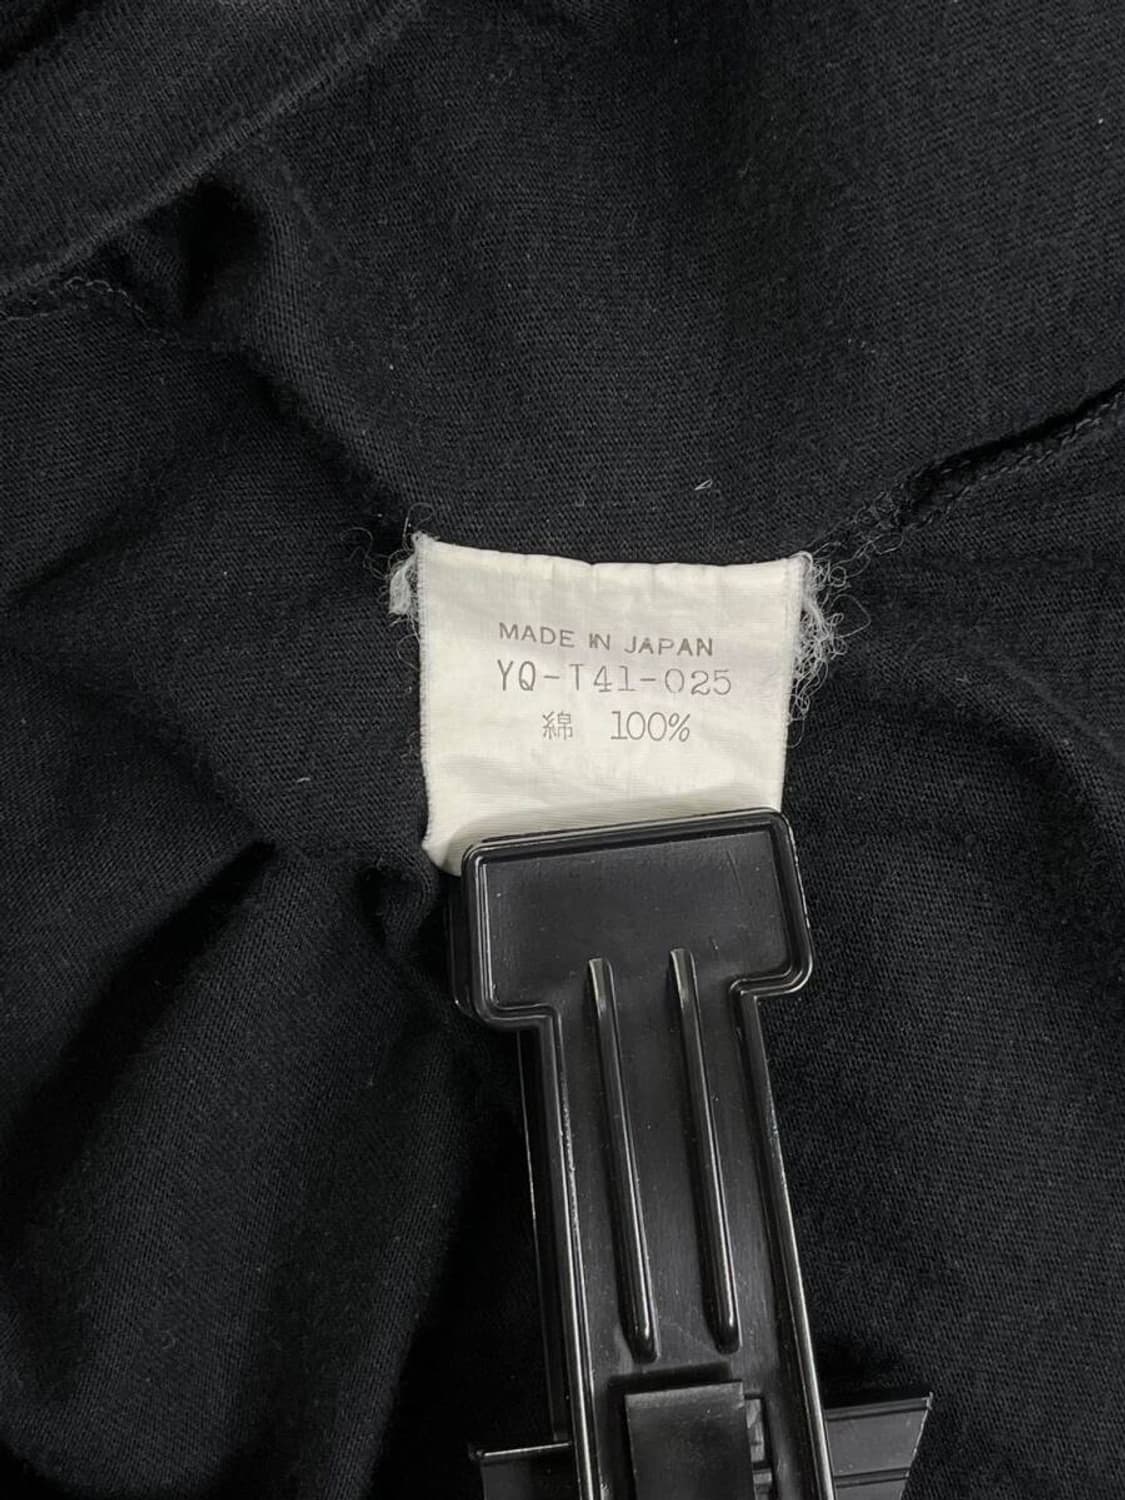 MADE IN JAPAN
YQ-T41-025
綿 100%